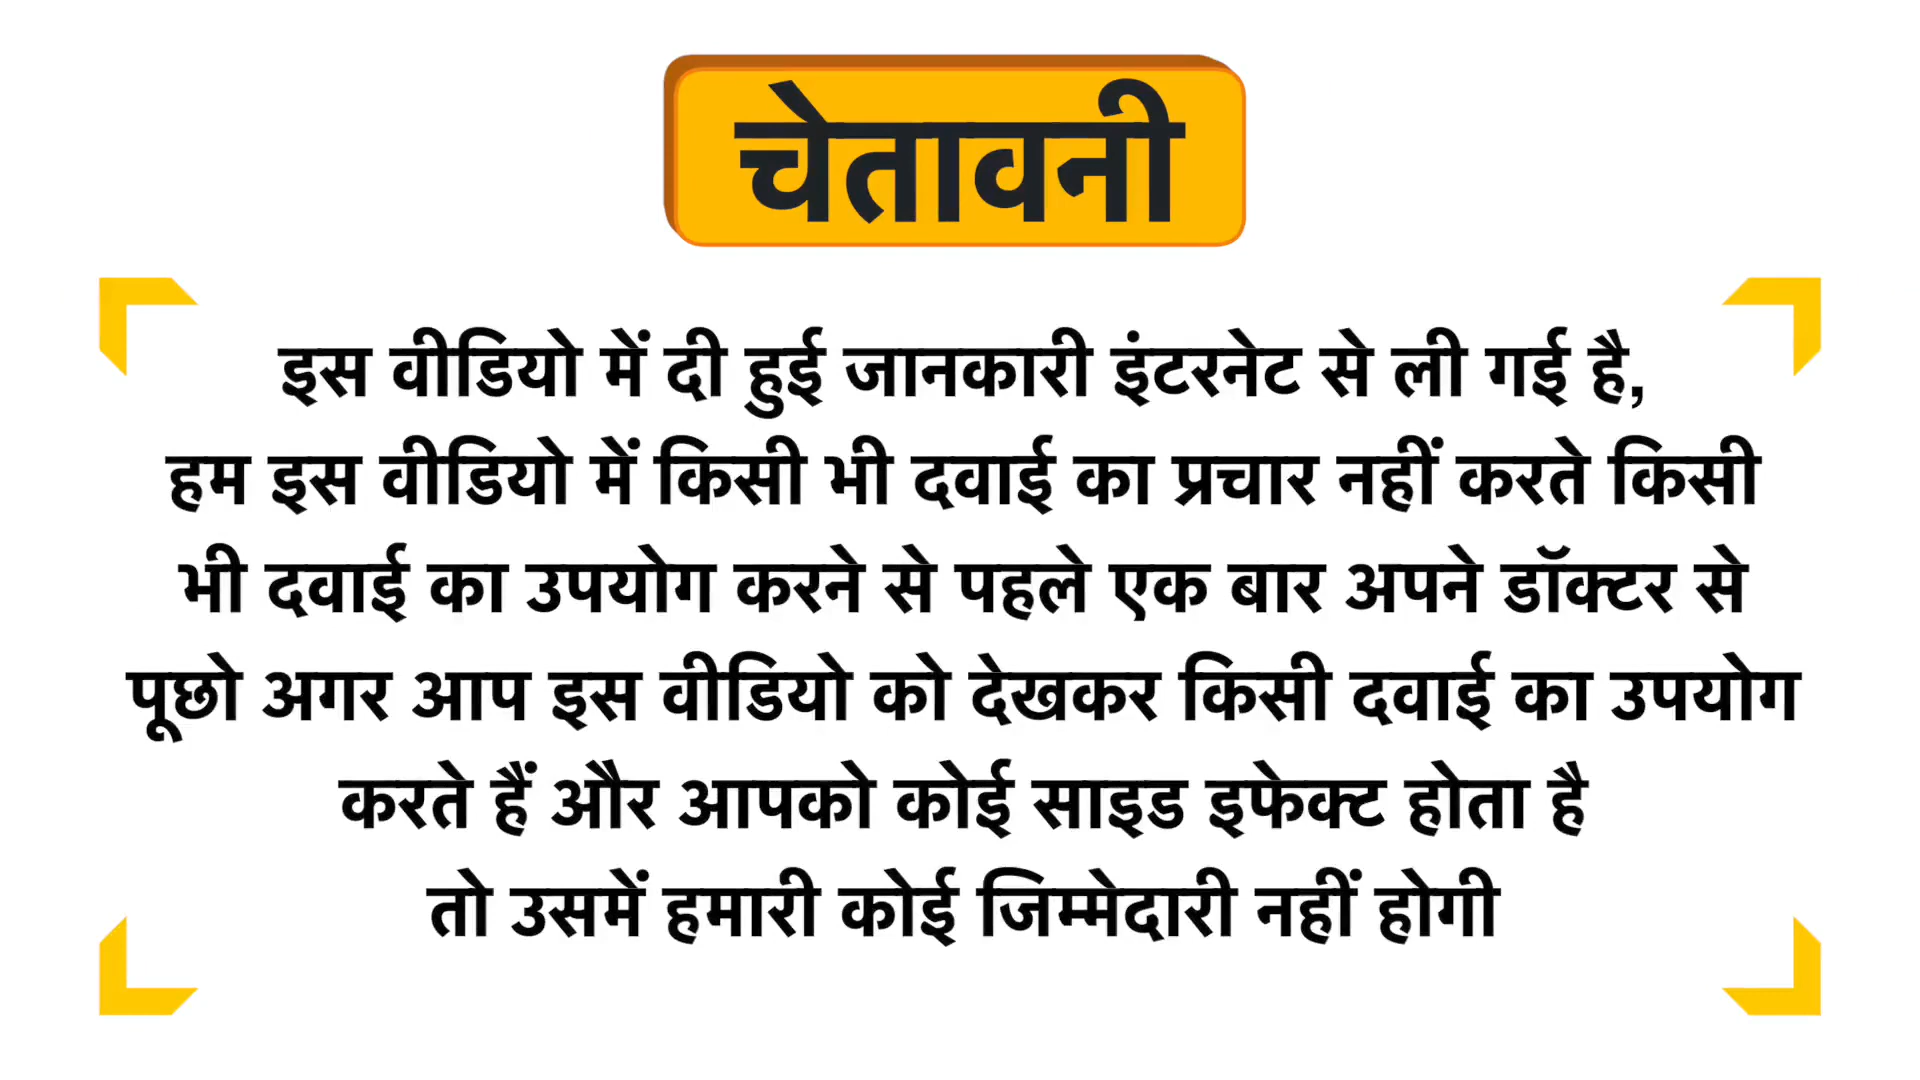 चेतावनी
इस वीडियो में दी हुई जानकारी इंटरनेट से ली गई है,
हम इस वीडियो में किसी भी दवाई का प्रचार नहीं करते किसी
भी दवाई का उपयोग करने से पहले एक बार अपने डॉक्टर से
पूछो अगर आप इस वीडियो को देखकर किसी दवाई का उपयोग
करते हैं और आपको कोई साइड इफेक्ट होता है
तो उसमें हमारी कोई जिम्मेदारी नहीं होगी